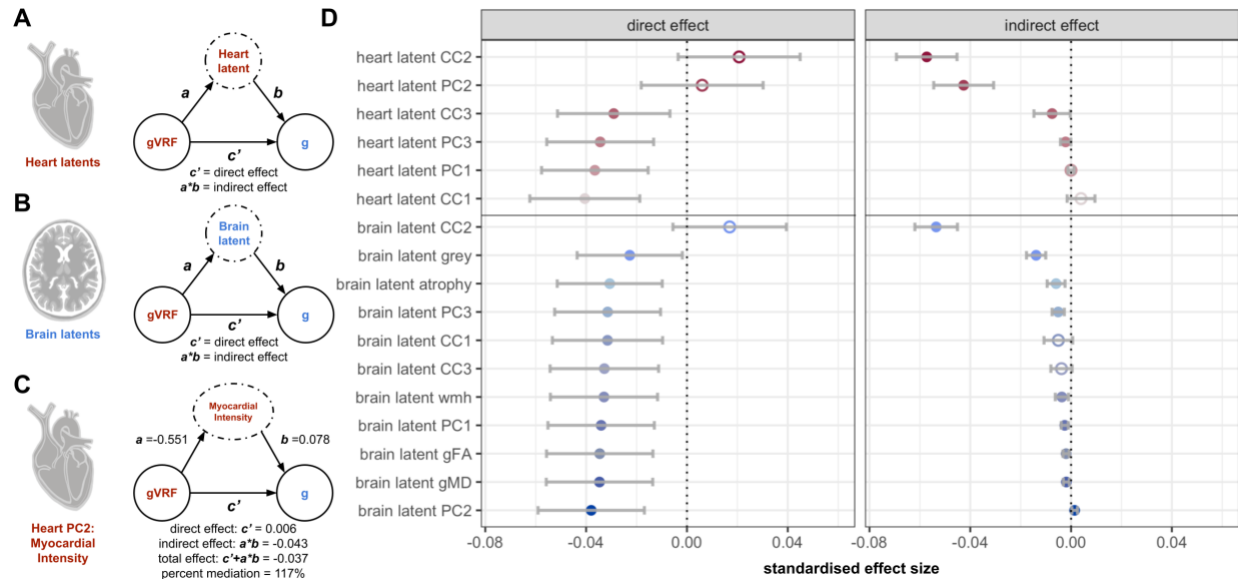 A
Heart
latent
a
b
gVRF
g
c'
Heart latents
c' = direct effect
a*b = indirect effect
B
Brain
latent
a
b
gVRF
g
c'
Brain latents
c' = direct effect
a*b = indirect effect
C
Myocardial
Intensity
a =-0.551
b =0.078
gVRF
g
c'
Heart PC2:
Myocardial
Intensity
direct effect: c' = 0.006
indirect effect: a*b = -0.043
total effect: c'+a*b = -0.037
percent mediation = 117%
D
direct effect
indirect effect
heart latent CC2
heart latent PC2
heart latent CC3
heart latent PC3
heart latent PC1
heart latent CC1
brain latent CC2
brain latent grey
brain latent atrophy
brain latent PC3
brain latent CC1
brain latent CC3
brain latent wmh
brain latent PC1
brain latent gFA
brain latent gMD
brain latent PC2
-0.08 -0.04 0.00 0.04
-0.08 -0.04 0.00 0.04
standardised effect size